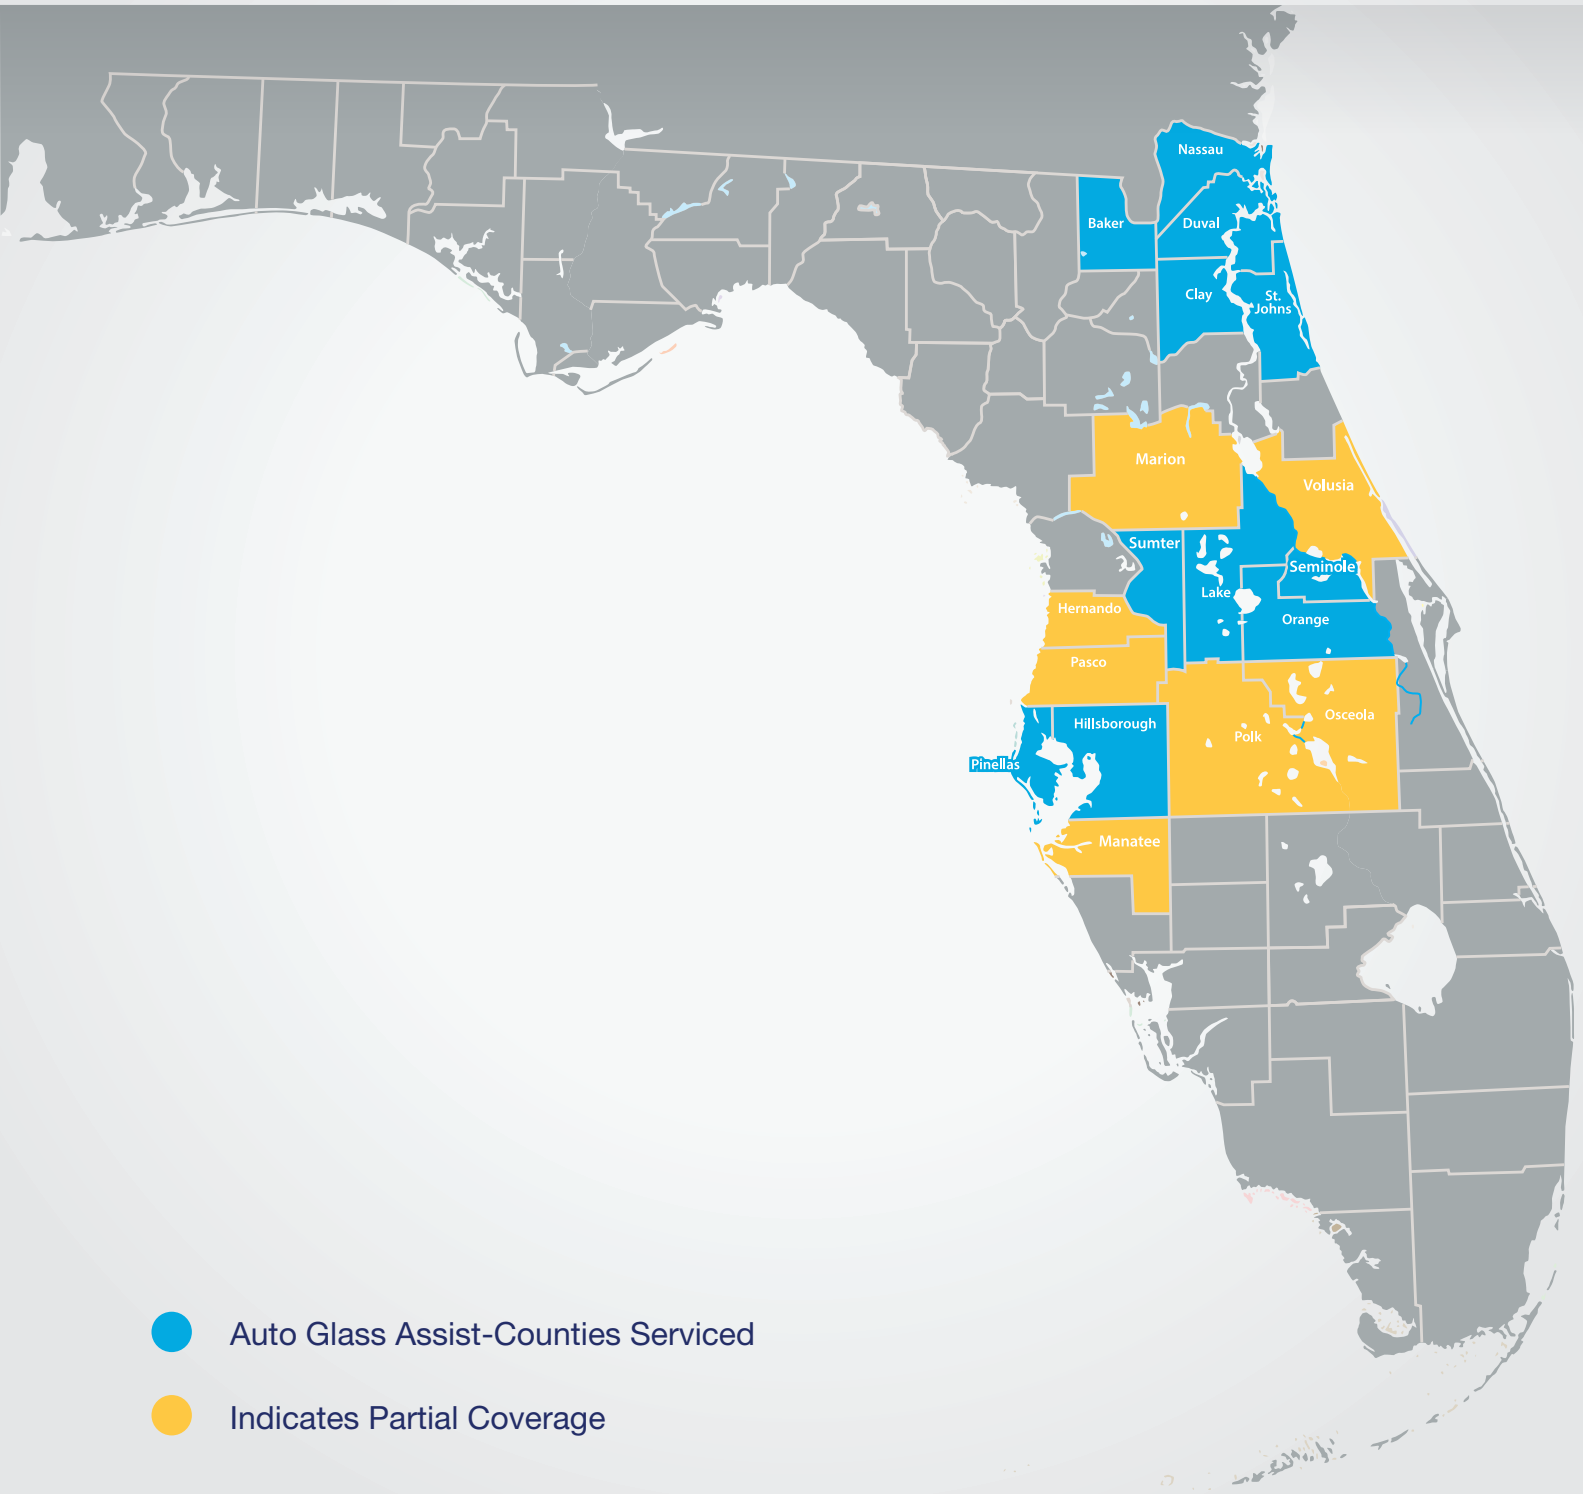 Nassau
Baker
Duval
Clay
St.
Johns
Marion
Volusia
Sumter
Seminole
Lake
Hernando
Orange
Pasco
Osceola
Hillsborough
Polk
Pinellas
Manatee
Auto Glass Assist-Counties Serviced
Indicates Partial Coverage